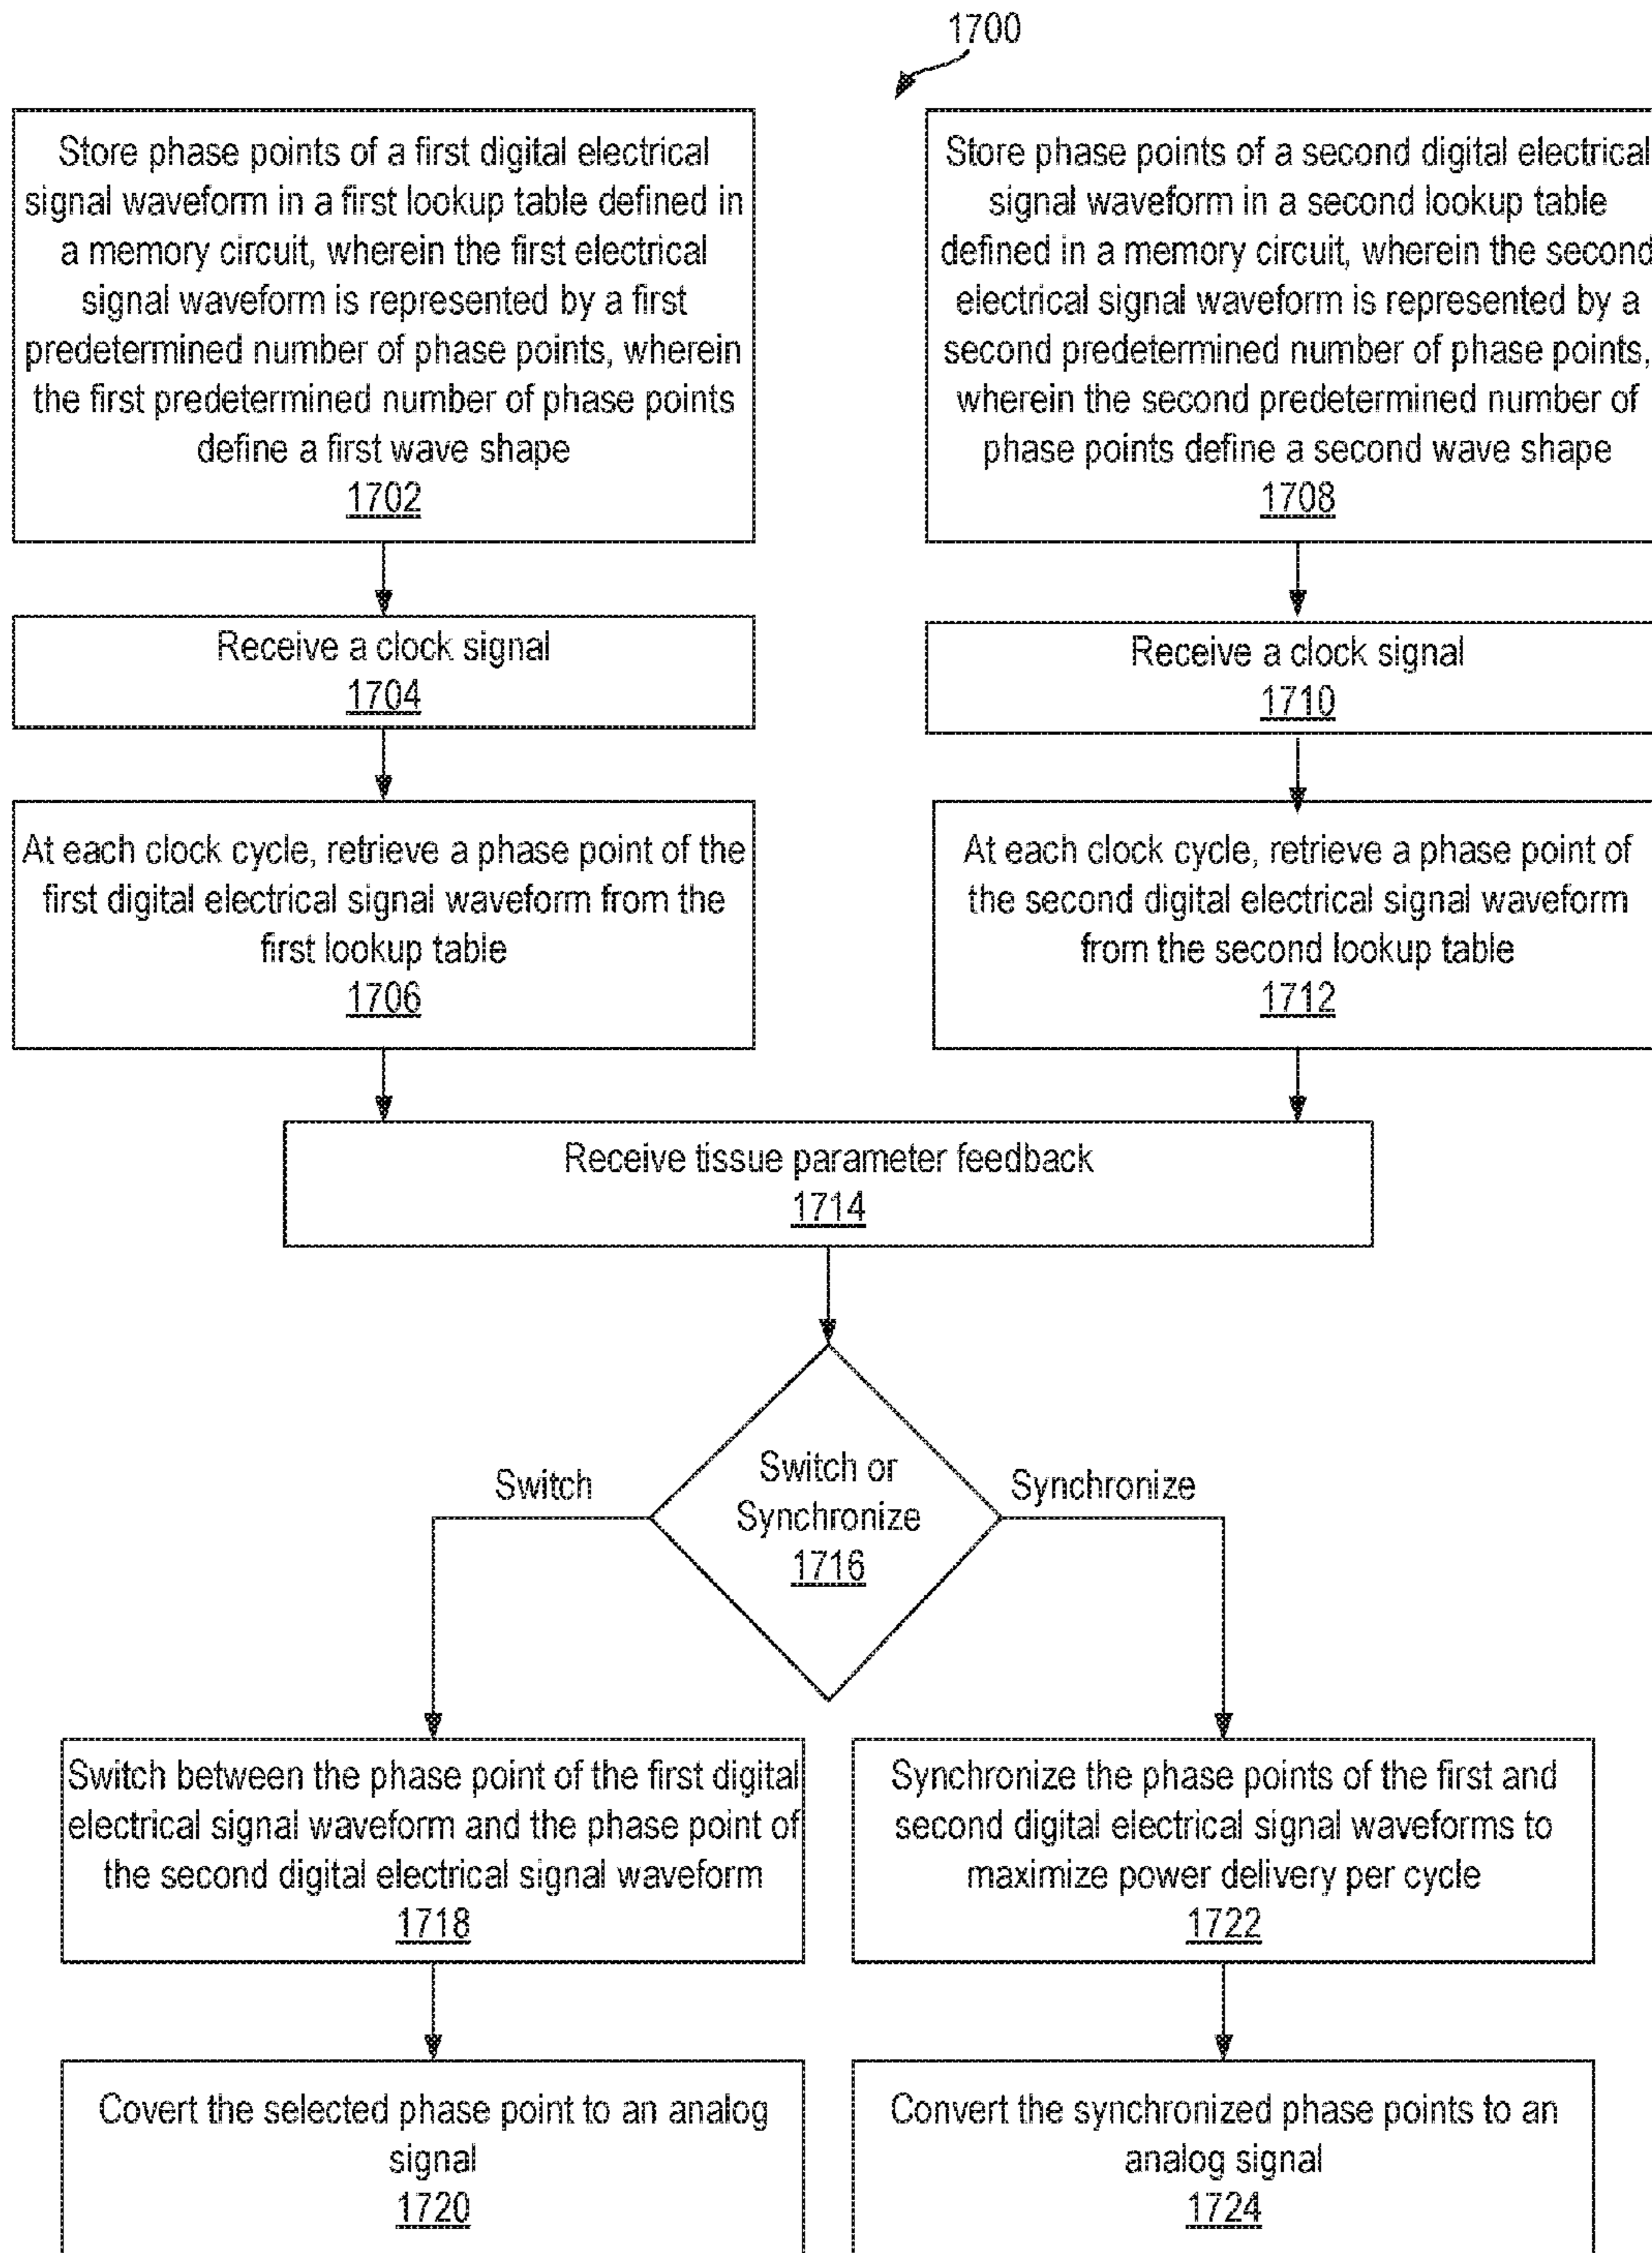 1700
Store phase points of a first digital electrical
signal waveform in a first lookup table defined in
a memory circuit, wherein the first electrical
signal waveform is represented by a first
predetermined number of phase points, wherein
the first predetermined number of phase points
define a first wave shape
1702
Store phase points of a second digital electrical
signal waveform in a second lookup table
defined in a memory circuit, wherein the second
electrical signal waveform is represented by a
second predetermined number of phase points,
wherein the second predetermined number of
phase points define a second wave shape
1708
Receive a clock signal
1704
Receive a clock signal
1710
At each clock cycle, retrieve a phase point of the
first digital electrical signal waveform from the
first lookup table
1706
At each clock cycle, retrieve a phase point of
the second digital electrical signal waveform
from the second lookup table
1712
Receive tissue parameter feedback
1714
Switch or
Synchronize
1716
Switch
Synchronize
Switch between the phase point of the first digital
electrical signal waveform and the phase point of
the second digital electrical signal waveform
1718
Synchronize the phase points of the first and
second digital electrical signal waveforms to
maximize power delivery per cycle
1722
Covert the selected phase point to an analog
signal
1720
Convert the synchronized phase points to an
analog signal
1724